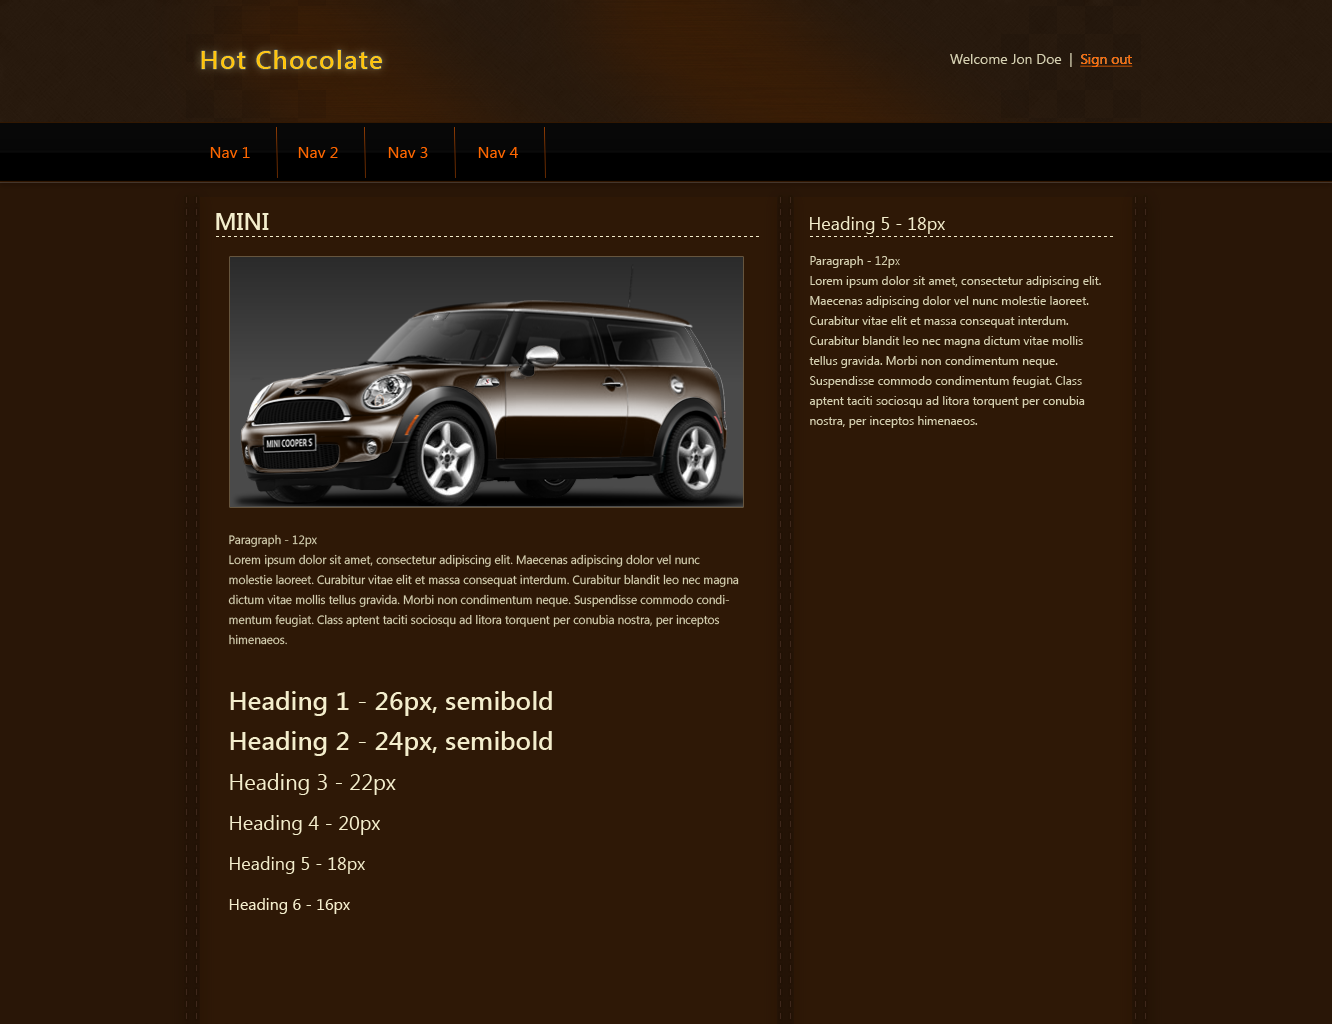 Hot Chocolate
Welcome Jon Doe | Sign out
Nav 1
Nav 2
Nav 3
Nav 4
MINI
MINI COOPER S
Paragraph - 12px
Lorem ipsum dolor sit amet, consectetur adipiscing elit. Maecenas adipiscing dolor vel nunc
molestie laoreet. Curabitur vitae elit et massa consequat interdum. Curabitur blandit leo nec magna
dictum vitae mollis tellus gravida. Morbi non condimentum neque. Suspendisse commodo condi-
mentum feugiat. Class aptent taciti sociosqu ad litora torquent per conubia nostra, per inceptos
himenaeos.
Heading 1 - 26px, semibold
Heading 2 - 24px, semibold
Heading 3 - 22px
Heading 4 - 20px
Heading 5 - 18px
Heading 6 - 16px
Heading 5 - 18px
Paragraph - 12px
Lorem ipsum dolor sit amet, consectetur adipiscing elit.
Maecenas adipiscing dolor vel nunc molestie laoreet.
Curabitur vitae elit et massa consequat interdum.
Curabitur blandit leo nec magna dictum vitae mollis
tellus gravida. Morbi non condimentum neque.
Suspendisse commodo condimentum feugiat. Class
aptent taciti sociosqu ad litora torquent per conubia
nostra, per inceptos himenaeos.